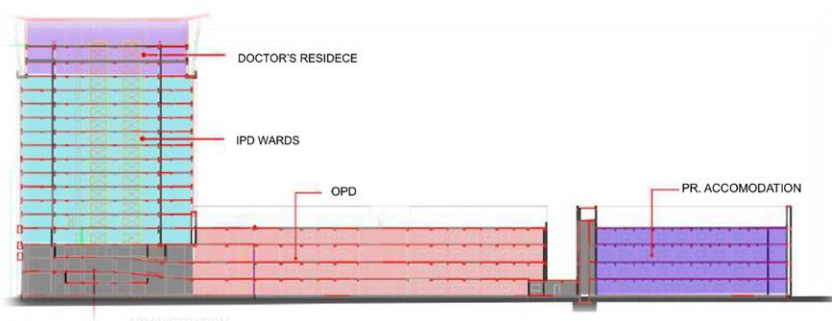 DOCTOR'S RESIDECE
IPD WARDS
OPD
PR. ACCOMODATION